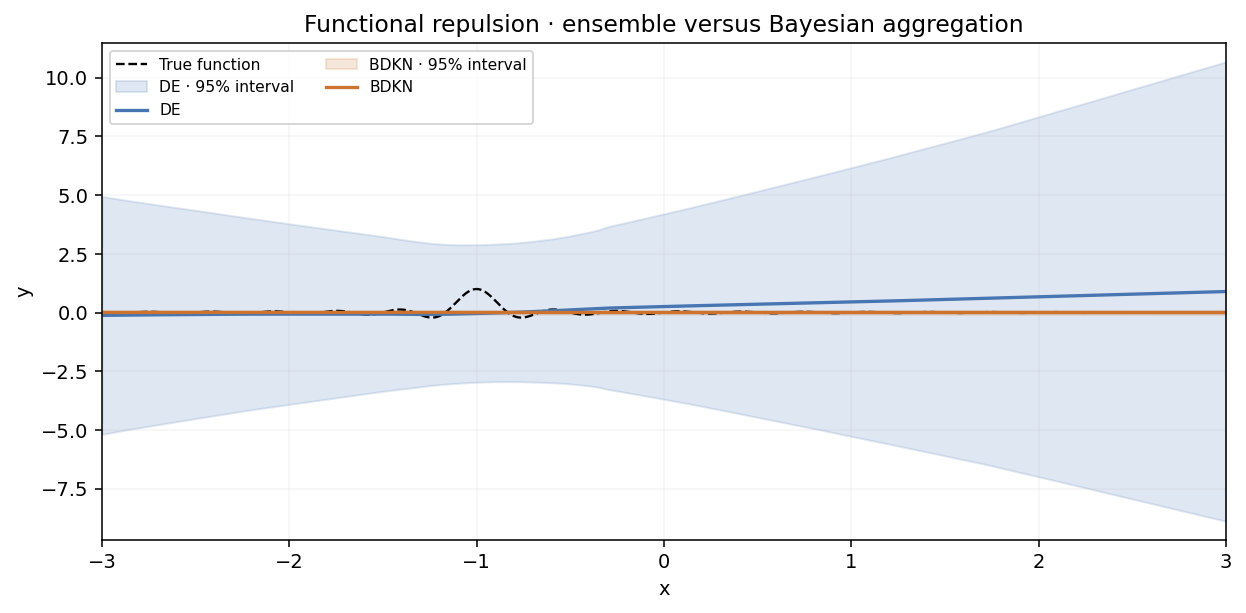 Functional repulsion · ensemble versus Bayesian aggregation
True function
DE · 95% interval
DE
BDKN · 95% interval
BDKN
10.0
7.5
5.0
2.5
0.0
−2.5
−5.0
−7.5
y
−3
−2
−1
0
1
2
3
x